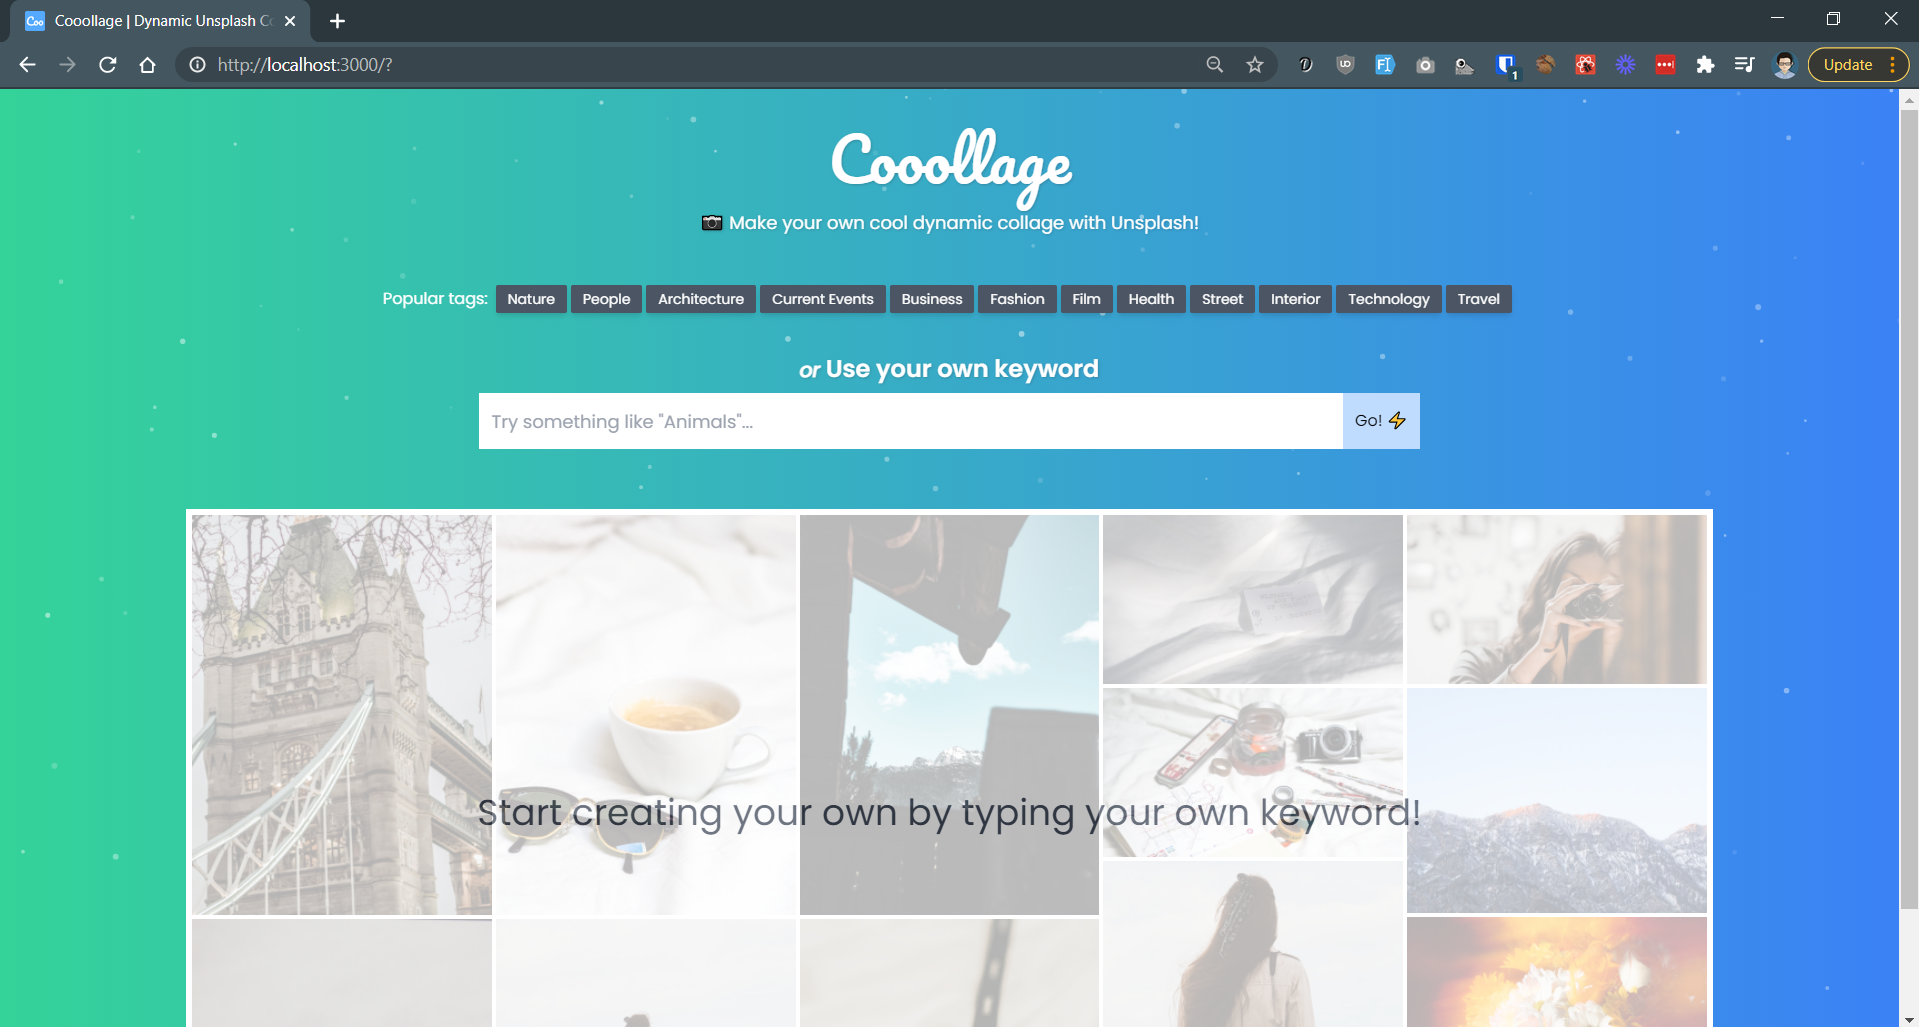 Cooollage | Dynamic Unsplash Co
http://localhost:3000/?
1
Update
Cooollage
Make your own cool dynamic collage with Unsplash!
Popular tags: Nature People Architecture Current Events Business Fashion Film Health Street Interior Technology Travel
or Use your own keyword
Try something like "Animals"...
Go!
Start creating your own by typing your own keyword!